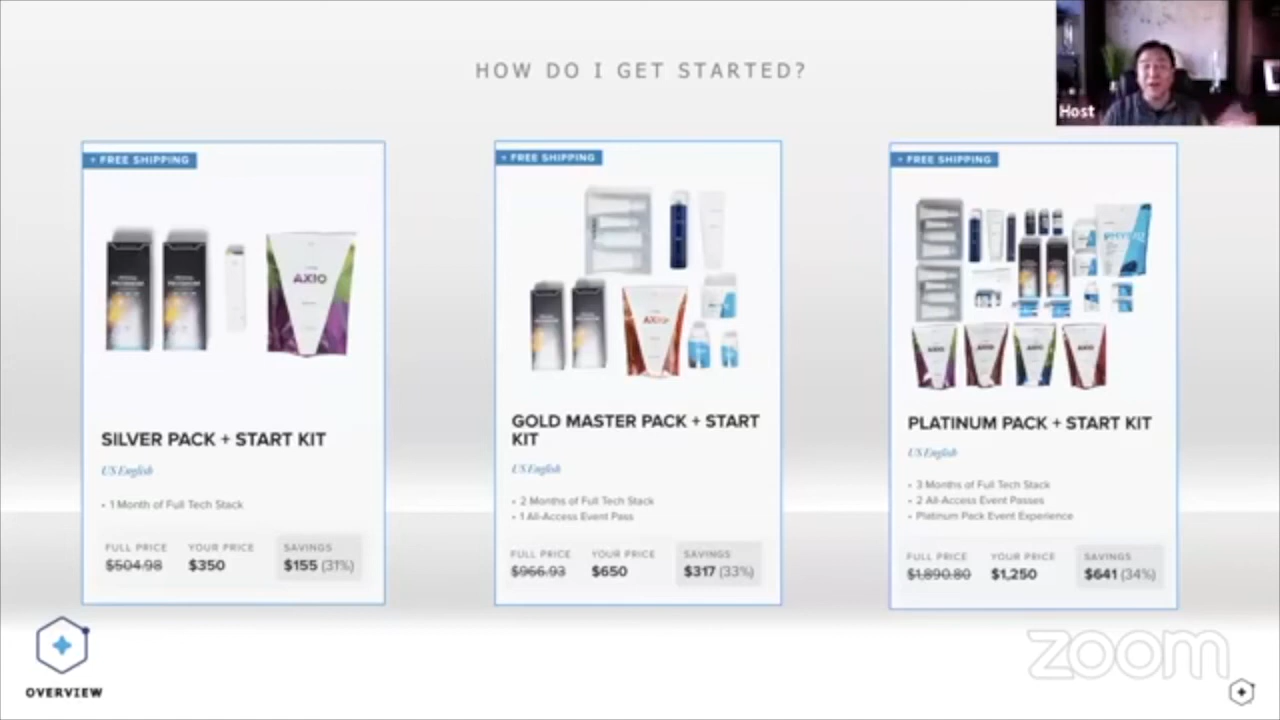 HOW DO I GET STARTED?
Host
+ FREE SHIPPING
AXIO
SILVER PACK + START KIT
US English
• 1 Month of Full Tech Stack
FULL PRICE YOUR PRICE SAVINGS
$504.98 $350 $155 (31%)
+ FREE SHIPPING
AXIO
GOLD MASTER PACK + START
KIT
US English
• 2 Months of Full Tech Stack
• 1 All-Access Event Pass
FULL PRICE YOUR PRICE SAVINGS
$966.93 $650 $317 (33%)
+ FREE SHIPPING
AXIO AXIO AXIO AXIO
PLATINUM PACK + START KIT
US English
• 3 Months of Full Tech Stack
• 2 All-Access Event Passes
• Platinum Pack Event Experience
FULL PRICE YOUR PRICE SAVINGS
$1,890.80 $1,250 $641 (34%)
OVERVIEW
zoom